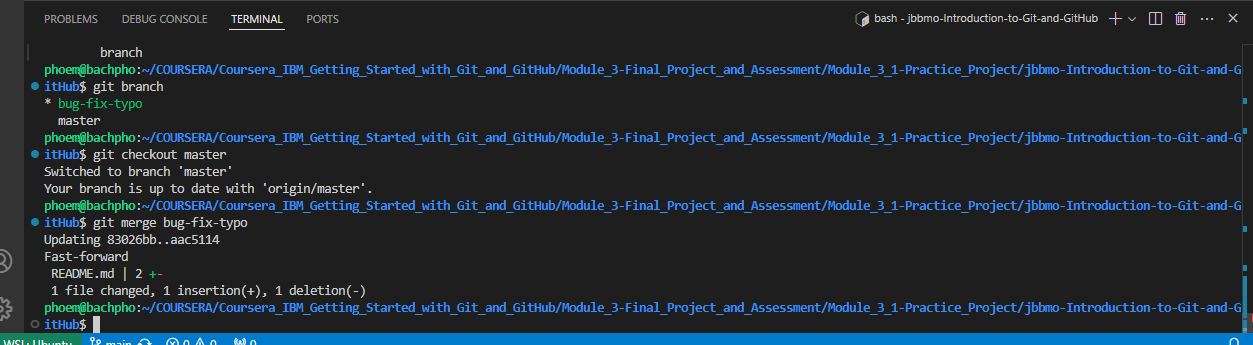 PROBLEMS DEBUG CONSOLE TERMINAL PORTS bash - jbbmo-Introduction-to-Git-and-GitHub
branch
phoem@bachpho:~/COURSERA/Coursera_IBM_Getting_Started_with_Git_and_GitHub/Module_3-Final_Project_and_Assessment/Module_3_1-Practice_Project/jbbmo-Introduction-to-Git-and-G
itHub$ git branch
* bug-fix-typo
master
phoem@bachpho:~/COURSERA/Coursera_IBM_Getting_Started_with_Git_and_GitHub/Module_3-Final_Project_and_Assessment/Module_3_1-Practice_Project/jbbmo-Introduction-to-Git-and-G
itHub$ git checkout master
Switched to branch 'master'
Your branch is up to date with 'origin/master'.
phoem@bachpho:~/COURSERA/Coursera_IBM_Getting_Started_with_Git_and_GitHub/Module_3-Final_Project_and_Assessment/Module_3_1-Practice_Project/jbbmo-Introduction-to-Git-and-G
itHub$ git merge bug-fix-typo
Updating 83026bb..aac5114
Fast-forward
README.md | 2 +-
1 file changed, 1 insertion(+), 1 deletion(-)
phoem@bachpho:~/COURSERA/Coursera_IBM_Getting_Started_with_Git_and_GitHub/Module_3-Final_Project_and_Assessment/Module_3_1-Practice_Project/jbbmo-Introduction-to-Git-and-G
itHub$
WSL: Ubuntu main 0 0 0